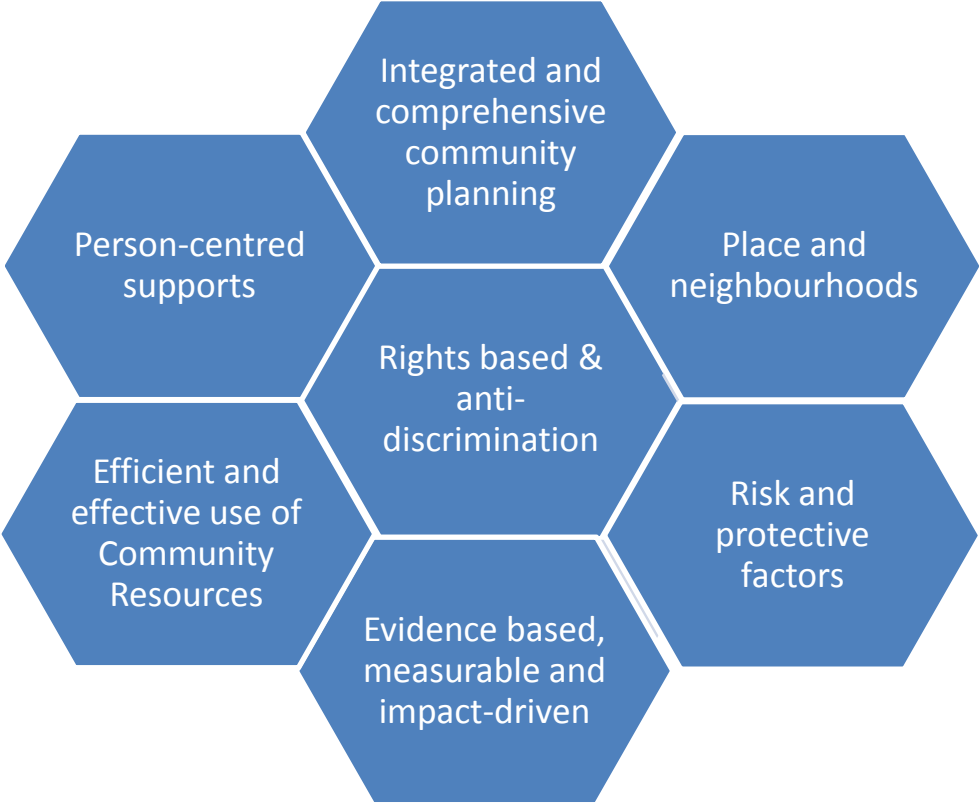 Integrated and
comprehensive
community
planning
Person-centred
supports
Place and
neighbourhoods
Rights based &
anti-
discrimination
Efficient and
effective use of
Community
Resources
Risk and
protective
factors
Evidence based,
measurable and
impact-driven